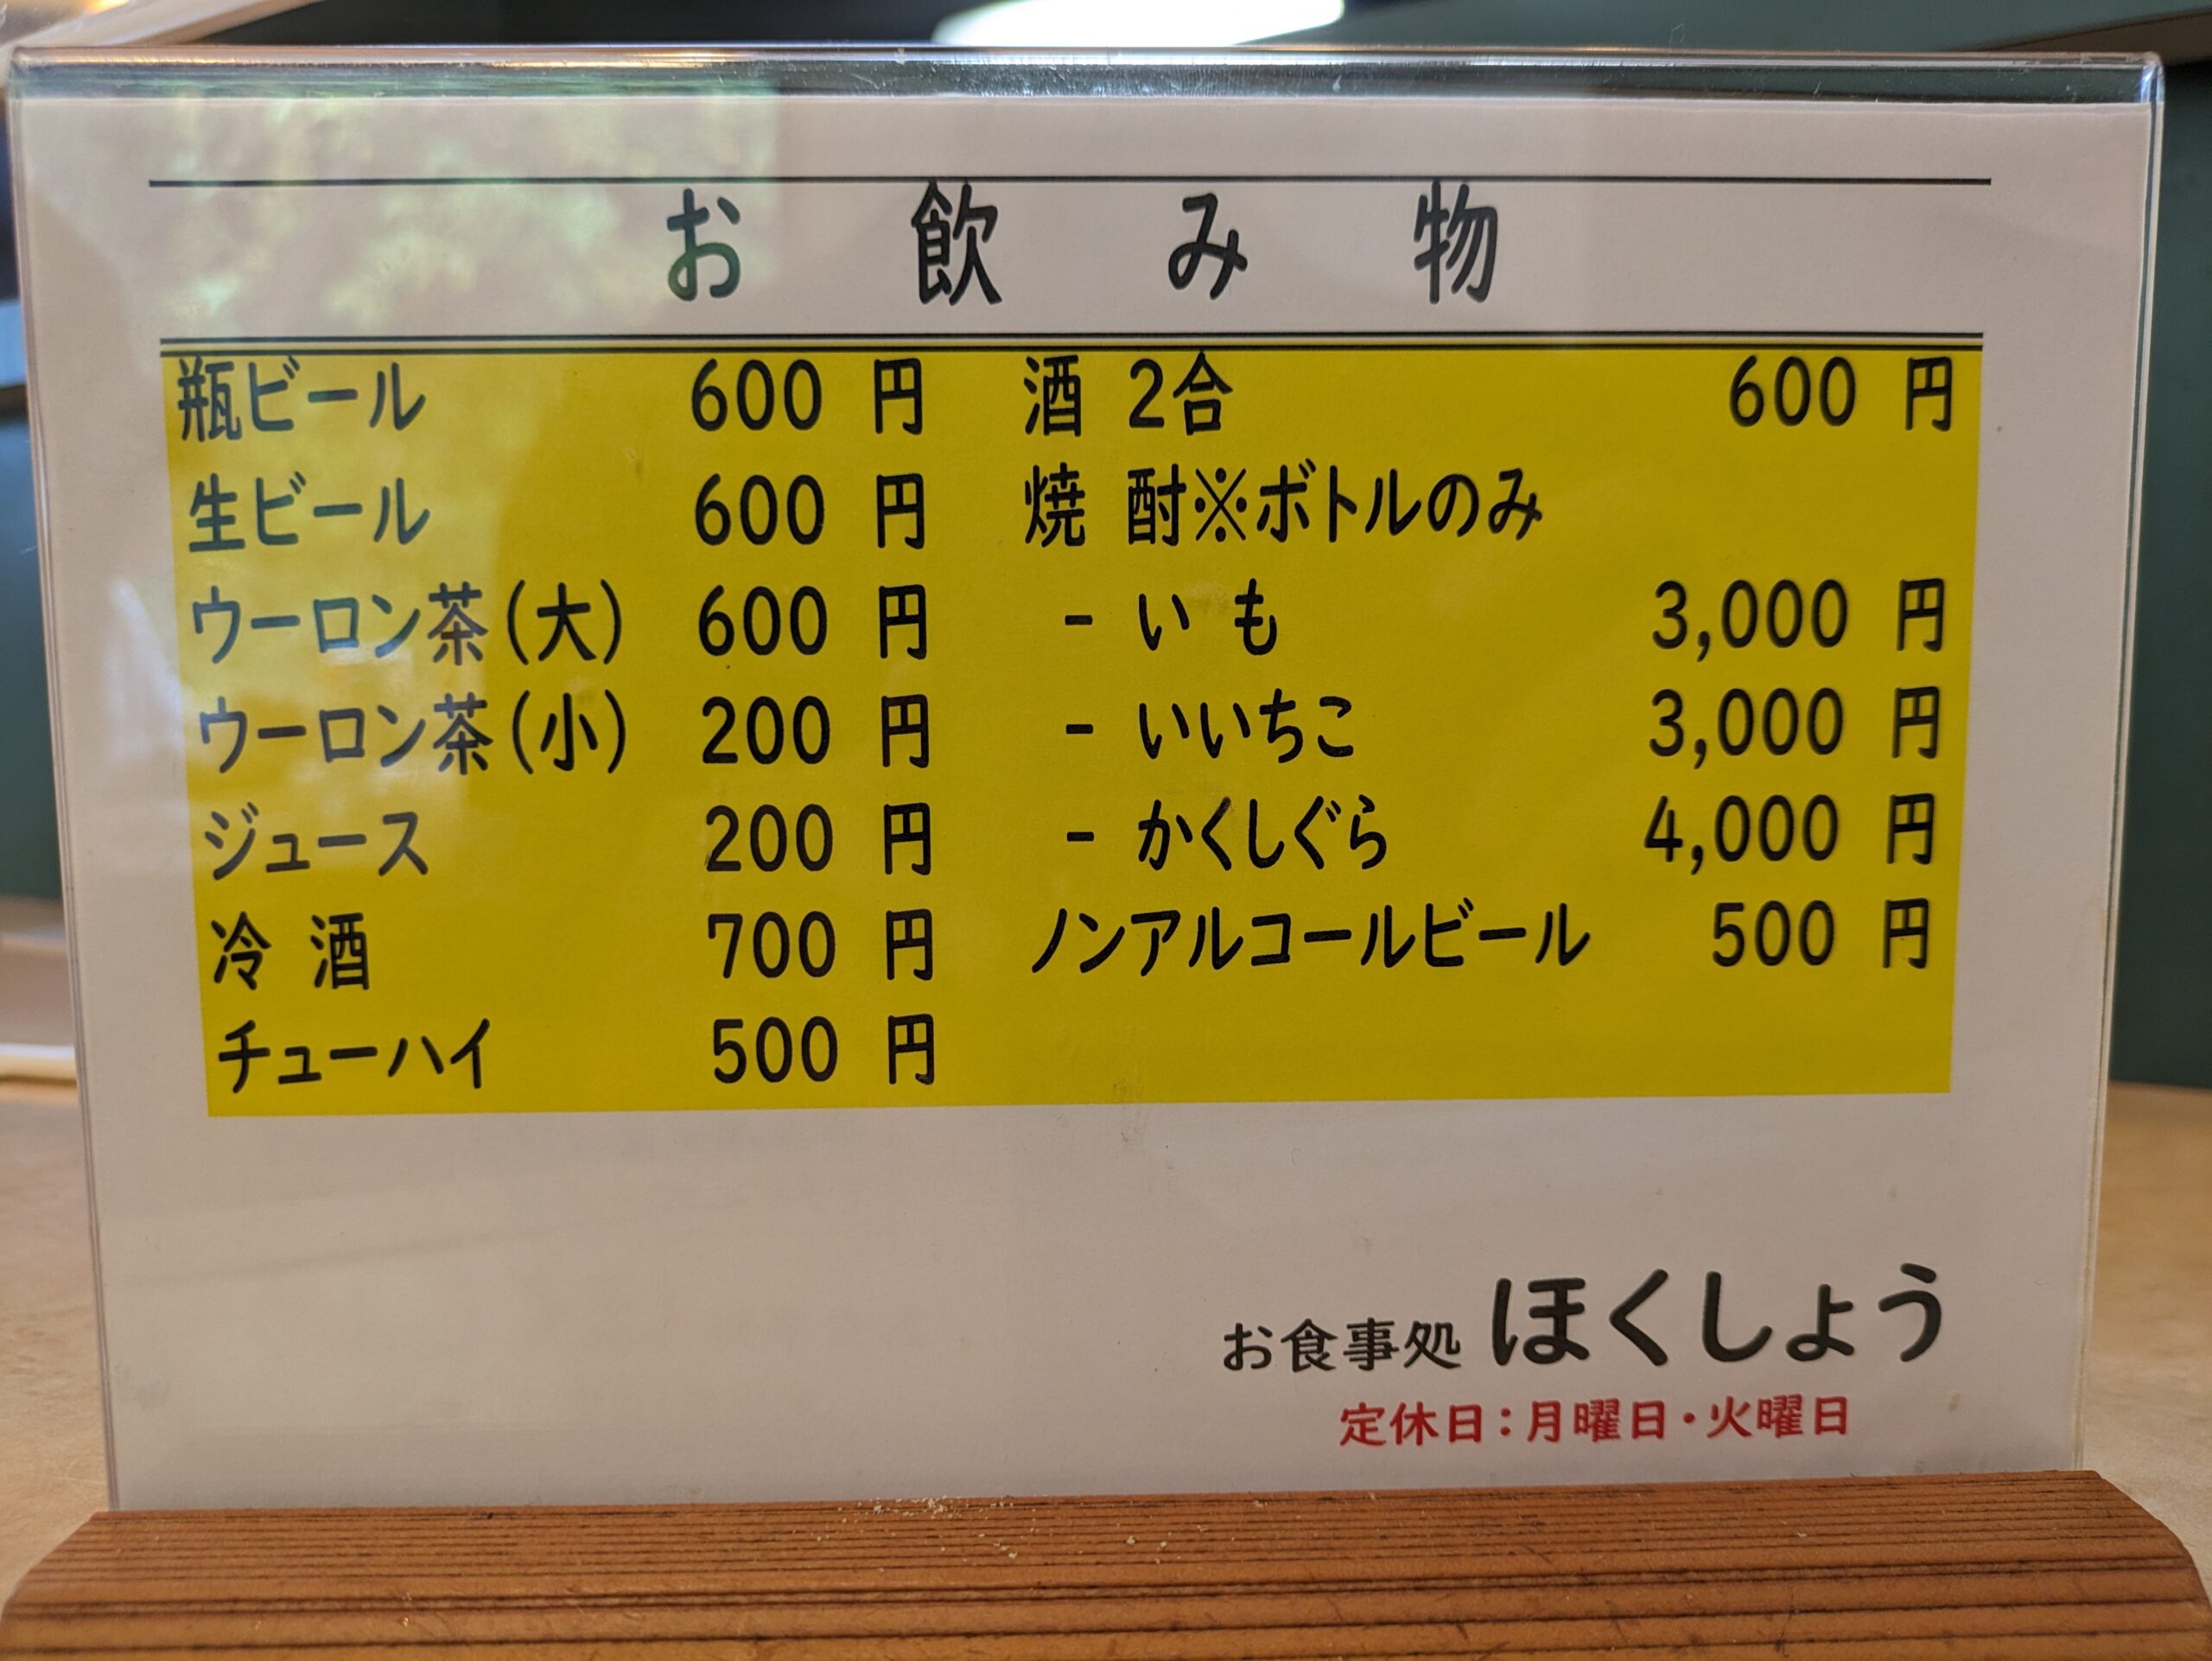 お飲み物
瓶ビール 600 円
生ビール 600 円
ウーロン茶(大) 600 円
ウーロン茶(小) 200 円
ジュース 200 円
冷 酒 700 円
チューハイ 500 円
酒 2合 600 円
焼 酎※ボトルのみ
- い も 3,000 円
- いいちこ 3,000 円
- かくしぐら 4,000 円
ノンアルコールビール 500 円
お食事処 ほくしょう
定休日:月曜日・火曜日